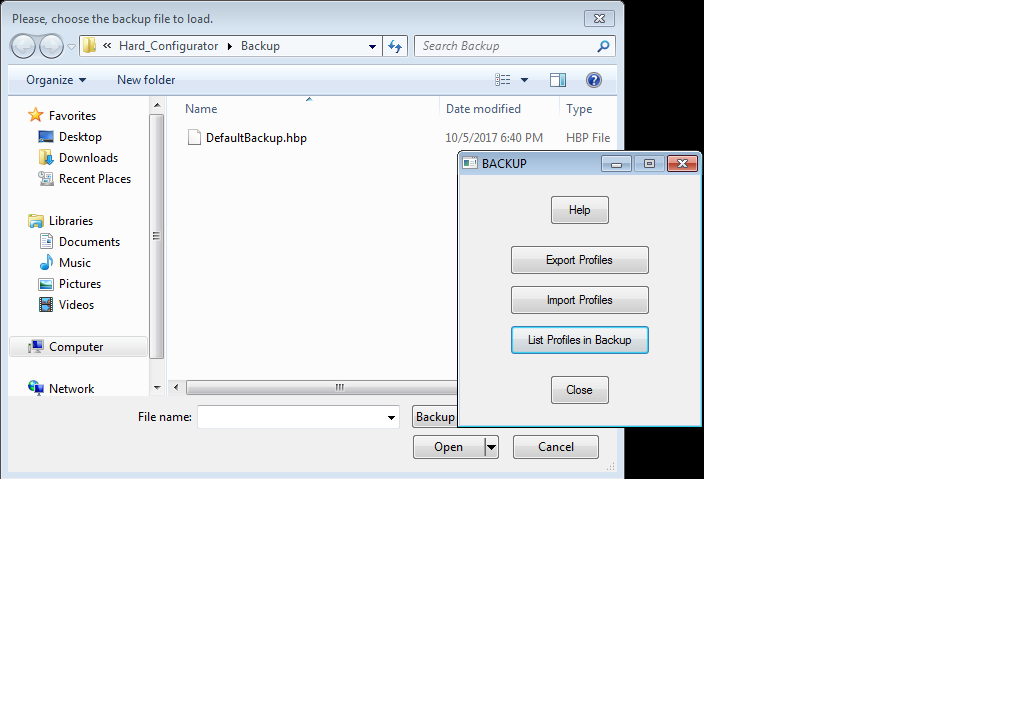 Please, choose the backup file to load.
« Hard_Configurator Backup
Search Backup
Organize
New folder
Name
Date modified
Type
DefaultBackup.hbp
10/5/2017 6:40 PM
HBP File
Favorites
Desktop
Downloads
Recent Places
Libraries
Documents
Music
Pictures
Videos
Computer
Network
File name:
Backup
Open
Cancel
BACKUP
Help
Export Profiles
Import Profiles
List Profiles in Backup
Close